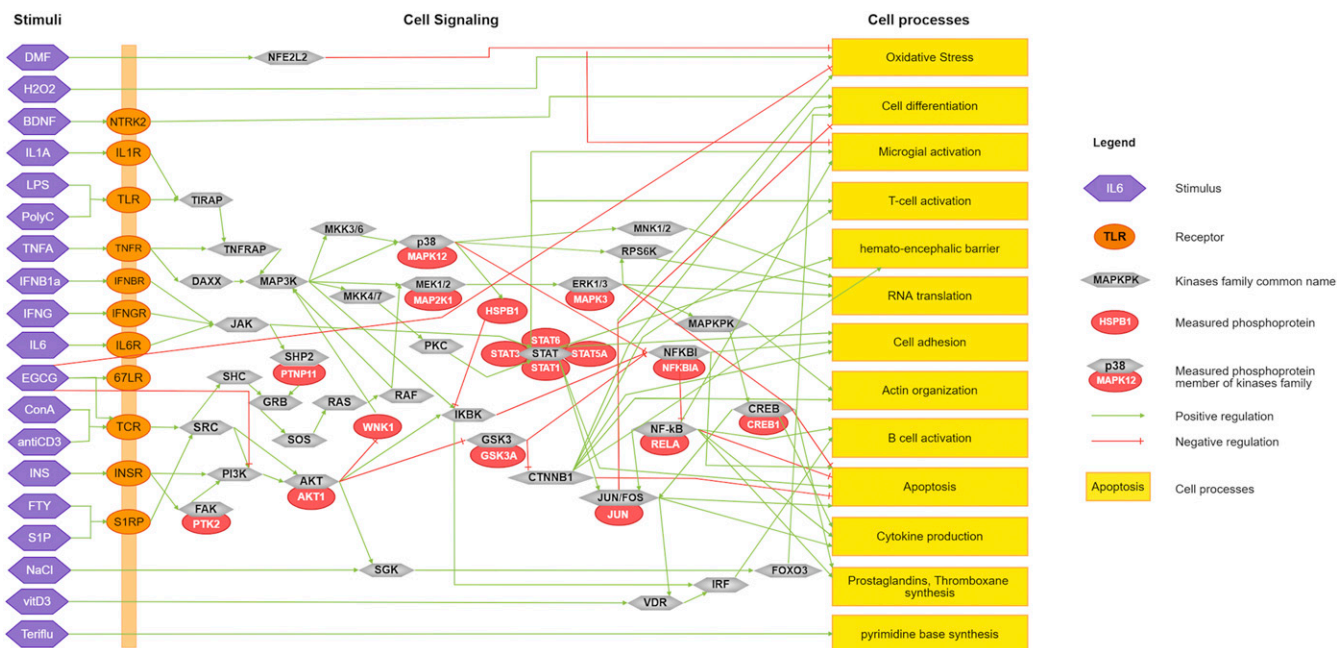 Stimuli
Cell Signaling
Cell processes
DMF
NFE2L2
Oxidative Stress
H2O2
Cell differentiation
BDNF
NTRK2
IL1A
IL1R
Microgial activation
LPS
TLR
TIRAP
T-cell activation
PolyC
TNFA
TNFR
TNFRAP
MKK3/6
p38
MAPK12
MNK1/2
RPS6K
hemato-encephalic barrier
IFNB1a
IFNBR
DAXX
MAP3K
MKK4/7
MEK1/2
MAP2K1
ERK1/3
MAPK3
RNA translation
IFNG
IFNGR
JAK
HSPB1
MAPKPK
Cell adhesion
IL6
IL6R
SHP2
PTNP11
PKC
STAT6
STAT3
STAT
STAT5A
STAT1
NFKBI
NFKBIA
EGCG
67LR
SHC
GRB
RAS
RAF
Actin organization
ConA
TCR
SRC
SOS
WNK1
IKBK
CREB
CREB1
antiCD3
GSK3
GSK3A
NF-kB
RELA
B cell activation
INS
INSR
PI3K
AKT
AKT1
CTNNB1
Apoptosis
FTY
S1RP
FAK
PTK2
JUN/FOS
JUN
S1P
Cytokine production
NaCl
SGK
FOXO3
IRF
Prostaglandins, Thromboxane
synthesis
vitD3
VDR
Teriflu
pyrimidine base synthesis
Legend
IL6
Stimulus
TLR
Receptor
MAPKPK
Kinases family common name
HSPB1
Measured phosphoprotein
p38
MAPK12
Measured phosphoprotein
member of kinases family
Positive regulation
Negative regulation
Apoptosis
Cell processes